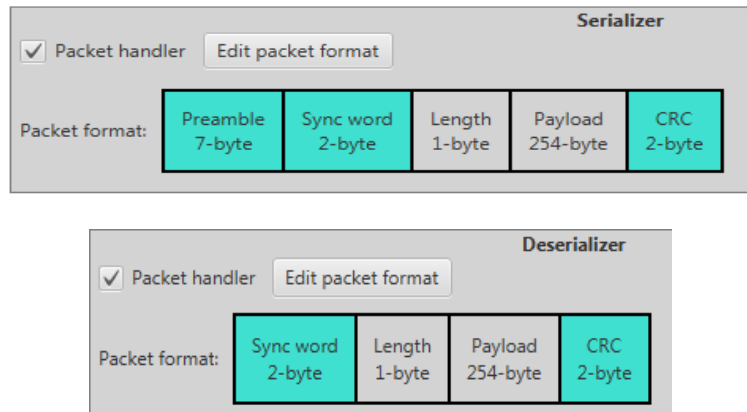 Serializer
Packet handler Edit packet format
Packet format:
Preamble
7-byte
Sync word
2-byte
Length
1-byte
Payload
254-byte
CRC
2-byte
Deserializer
Packet handler Edit packet format
Packet format:
Sync word
2-byte
Length
1-byte
Payload
254-byte
CRC
2-byte